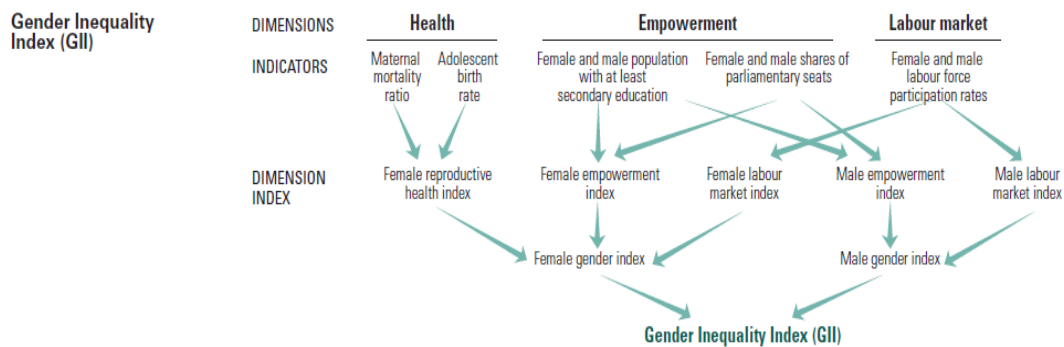 Gender Inequality
Index (GII)
DIMENSIONS
Health
Empowerment
Labour market
INDICATORS
Maternal
mortality
ratio
Adolescent
birth
rate
Female and male population
with at least
secondary education
Female and male shares of
parliamentary seats
Female and male
labour force
participation rates
DIMENSION
INDEX
Female reproductive
health index
Female empowerment
index
Female labour
market index
Male empowerment
index
Male labour
market index
Female gender index
Male gender index
Gender Inequality Index (GII)